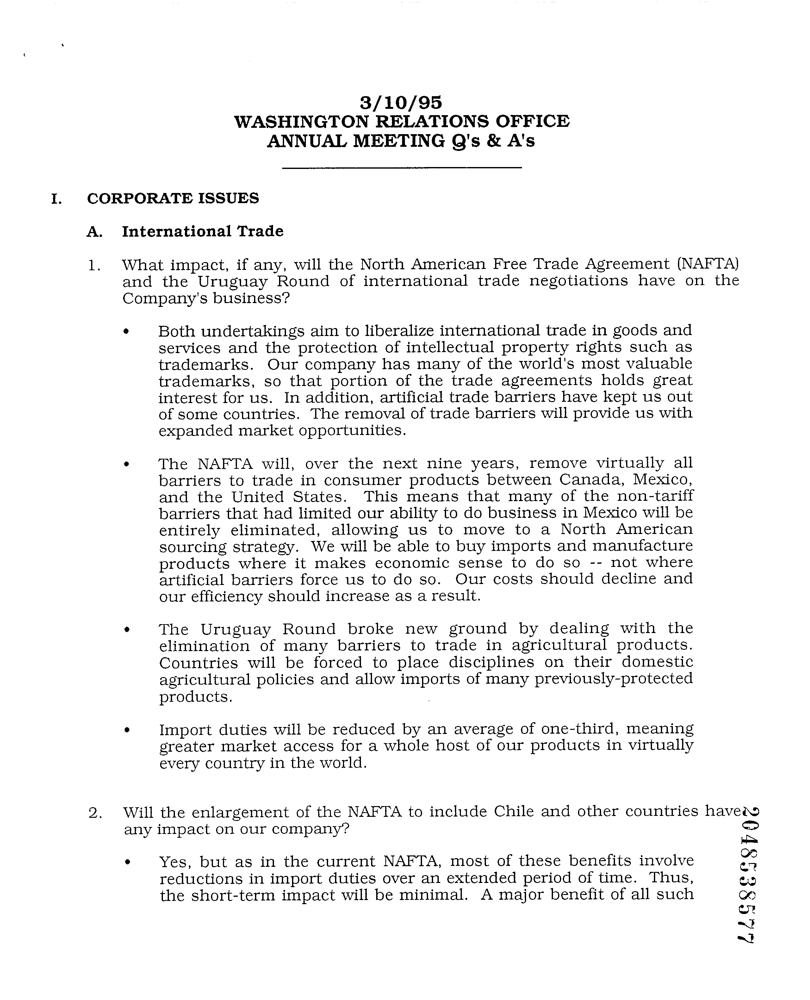 3/10/95
WASHINGTON RELATIONS OFFICE
ANNUAL MEETING Q's & A's
I. CORPORATE ISSUES
A. International Trade
1. What impact, if any, will the North American Free Trade Agreement (NAFTA)
and the Uruguay Round of international trade negotiations have on the
Company's business?
• Both undertakings aim to liberalize international trade in goods and
services and the protection of intellectual property rights such as
trademarks. Our company has many of the world's most valuable
trademarks, so that portion of the trade agreements holds great
interest for us. In addition, artificial trade barriers have kept us out
of some countries. The removal of trade barriers will provide us with
expanded market opportunities.
• The NAFTA will, over the next nine years, remove virtually all
barriers to trade in consumer products between Canada, Mexico,
and the United States. This means that many of the non-tariff
barriers that had limited our ability to do business in Mexico will be
entirely eliminated, allowing us to move to a North American
sourcing strategy. We will be able to buy imports and manufacture
products where it makes economic sense to do so -- not where
artificial barriers force us to do so. Our costs should decline and
our efficiency should increase as a result.
• The Uruguay Round broke new ground by dealing with the
elimination of many barriers to trade in agricultural products.
Countries will be forced to place disciplines on their domestic
agricultural policies and allow imports of many previously-protected
products.
• Import duties will be reduced by an average of one-third, meaning
greater market access for a whole host of our products in virtually
every country in the world.
2. Will the enlargement of the NAFTA to include Chile and other countries have
any impact on our company?
• Yes, but as in the current NAFTA, most of these benefits involve
reductions in import duties over an extended period of time. Thus,
the short-term impact will be minimal. A major benefit of all such
2048538577